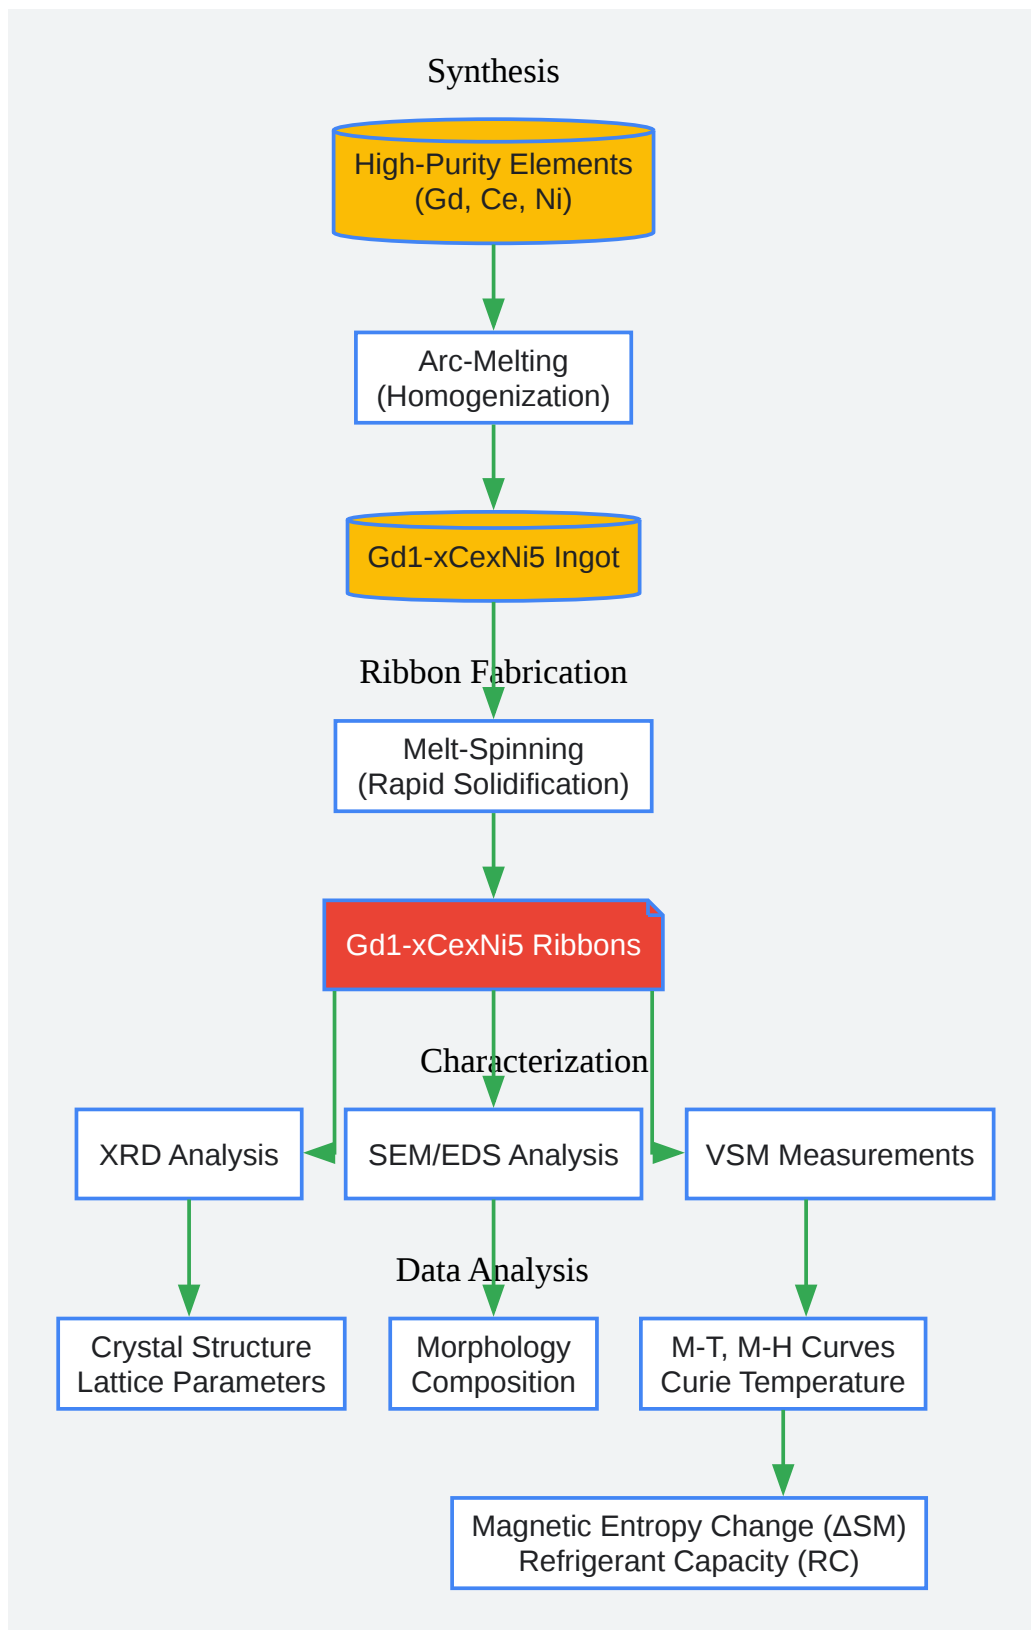 Synthesis
High-Purity Elements
(Gd, Ce, Ni)
Arc-Melting
(Homogenization)
Gd1-xCexNi5 Ingot
Ribbon Fabrication
Melt-Spinning
(Rapid Solidification)
Gd1-xCexNi5 Ribbons
Characterization
XRD Analysis
SEM/EDS Analysis
VSM Measurements
Data Analysis
Crystal Structure
Lattice Parameters
Morphology
Composition
M-T, M-H Curves
Curie Temperature
Magnetic Entropy Change (ΔSM)
Refrigerant Capacity (RC)